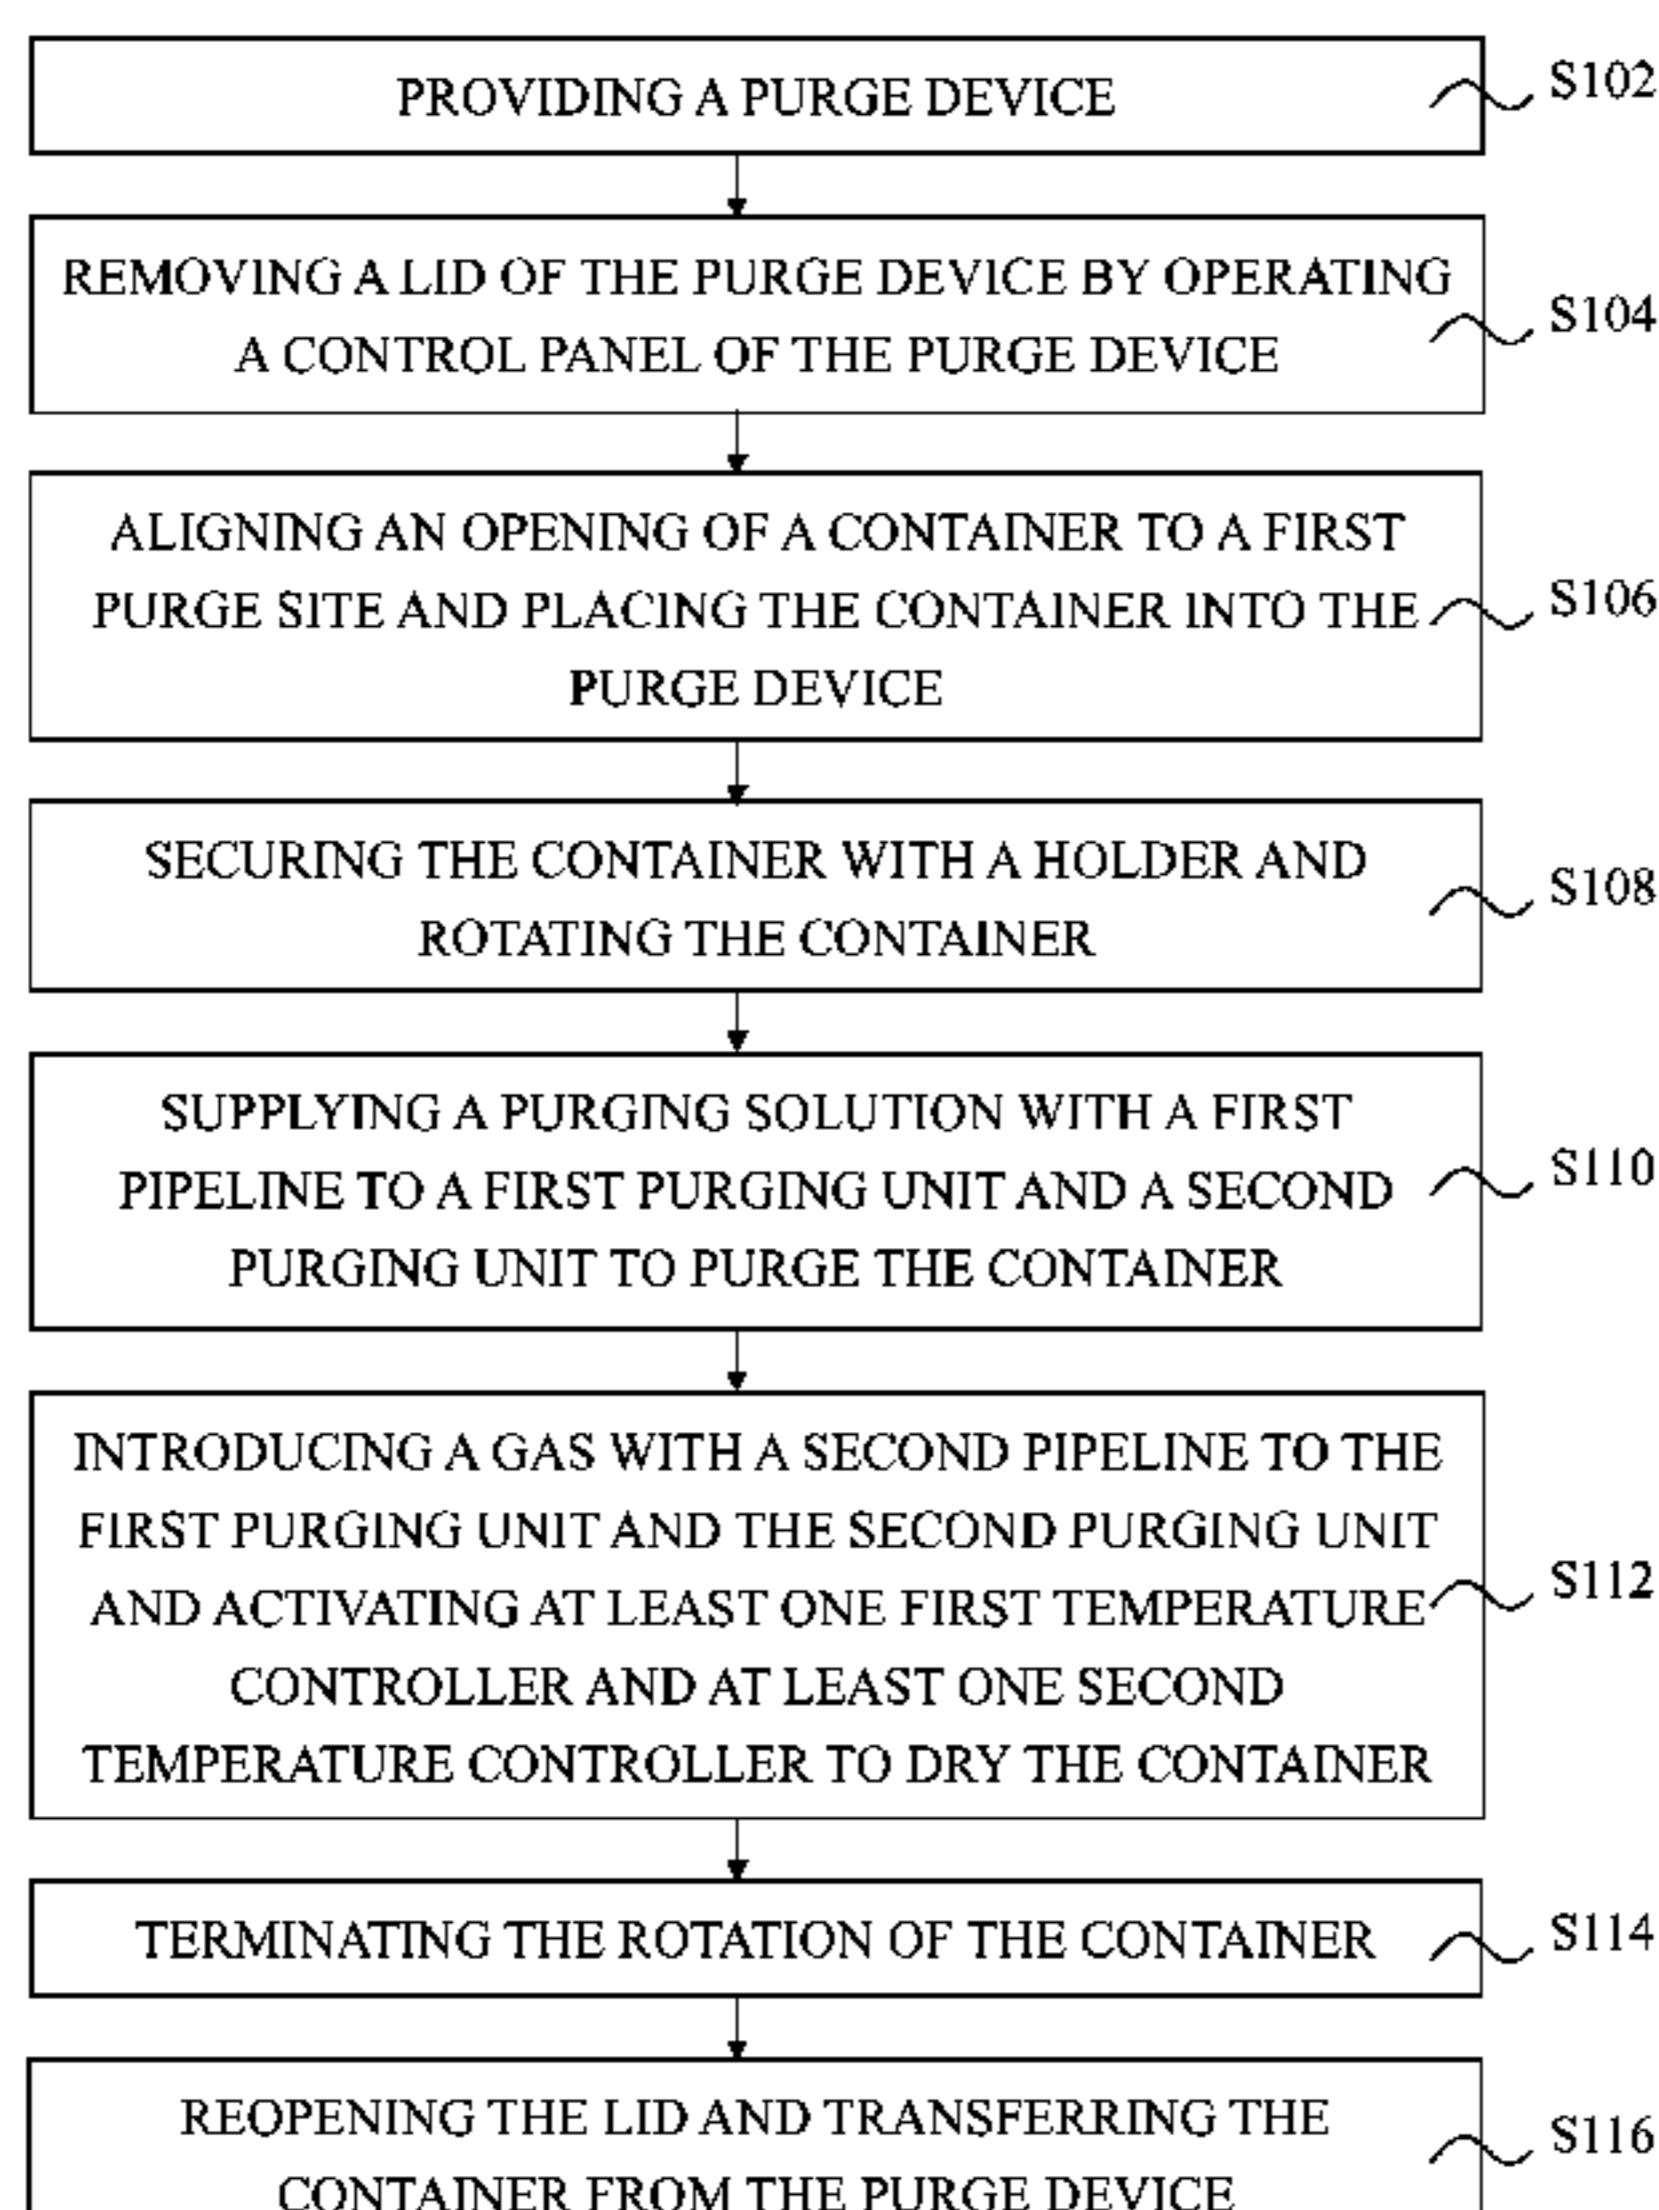 PROVIDING A PURGE DEVICE
S102
REMOVING A LID OF THE PURGE DEVICE BY OPERATING
A CONTROL PANEL OF THE PURGE DEVICE
S104
ALIGNING AN OPENING OF A CONTAINER TO A FIRST
PURGE SITE AND PLACING THE CONTAINER INTO THE
PURGE DEVICE
S106
SECURING THE CONTAINER WITH A HOLDER AND
ROTATING THE CONTAINER
S108
SUPPLYING A PURGING SOLUTION WITH A FIRST
PIPELINE TO A FIRST PURGING UNIT AND A SECOND
PURGING UNIT TO PURGE THE CONTAINER
S110
INTRODUCING A GAS WITH A SECOND PIPELINE TO THE
FIRST PURGING UNIT AND THE SECOND PURGING UNIT
AND ACTIVATING AT LEAST ONE FIRST TEMPERATURE
CONTROLLER AND AT LEAST ONE SECOND
TEMPERATURE CONTROLLER TO DRY THE CONTAINER
S112
TERMINATING THE ROTATION OF THE CONTAINER
S114
REOPENING THE LID AND TRANSFERRING THE
CONTAINER FROM THE PURGE DEVICE
S116